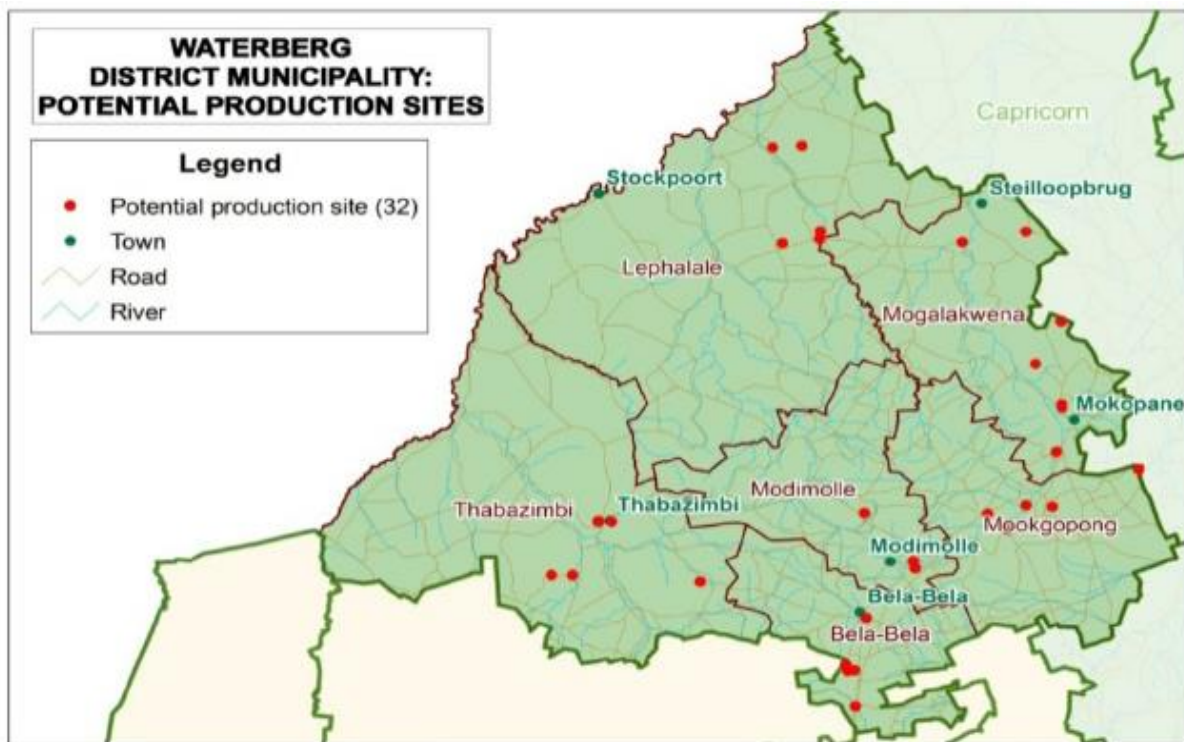 WATERBERG
DISTRICT MUNICIPALITY:
POTENTIAL PRODUCTION SITES
Legend
Potential production site (32)
Town
Road
River
Capricorn
Stockpoort
Steilloopbrug
Lephalale
Mogalakwena
Mokopane
Modimolle
Thabazimbi
Thabazimbi
Mookgopong
Modimolle
Bela-Bela
Bela-Bela